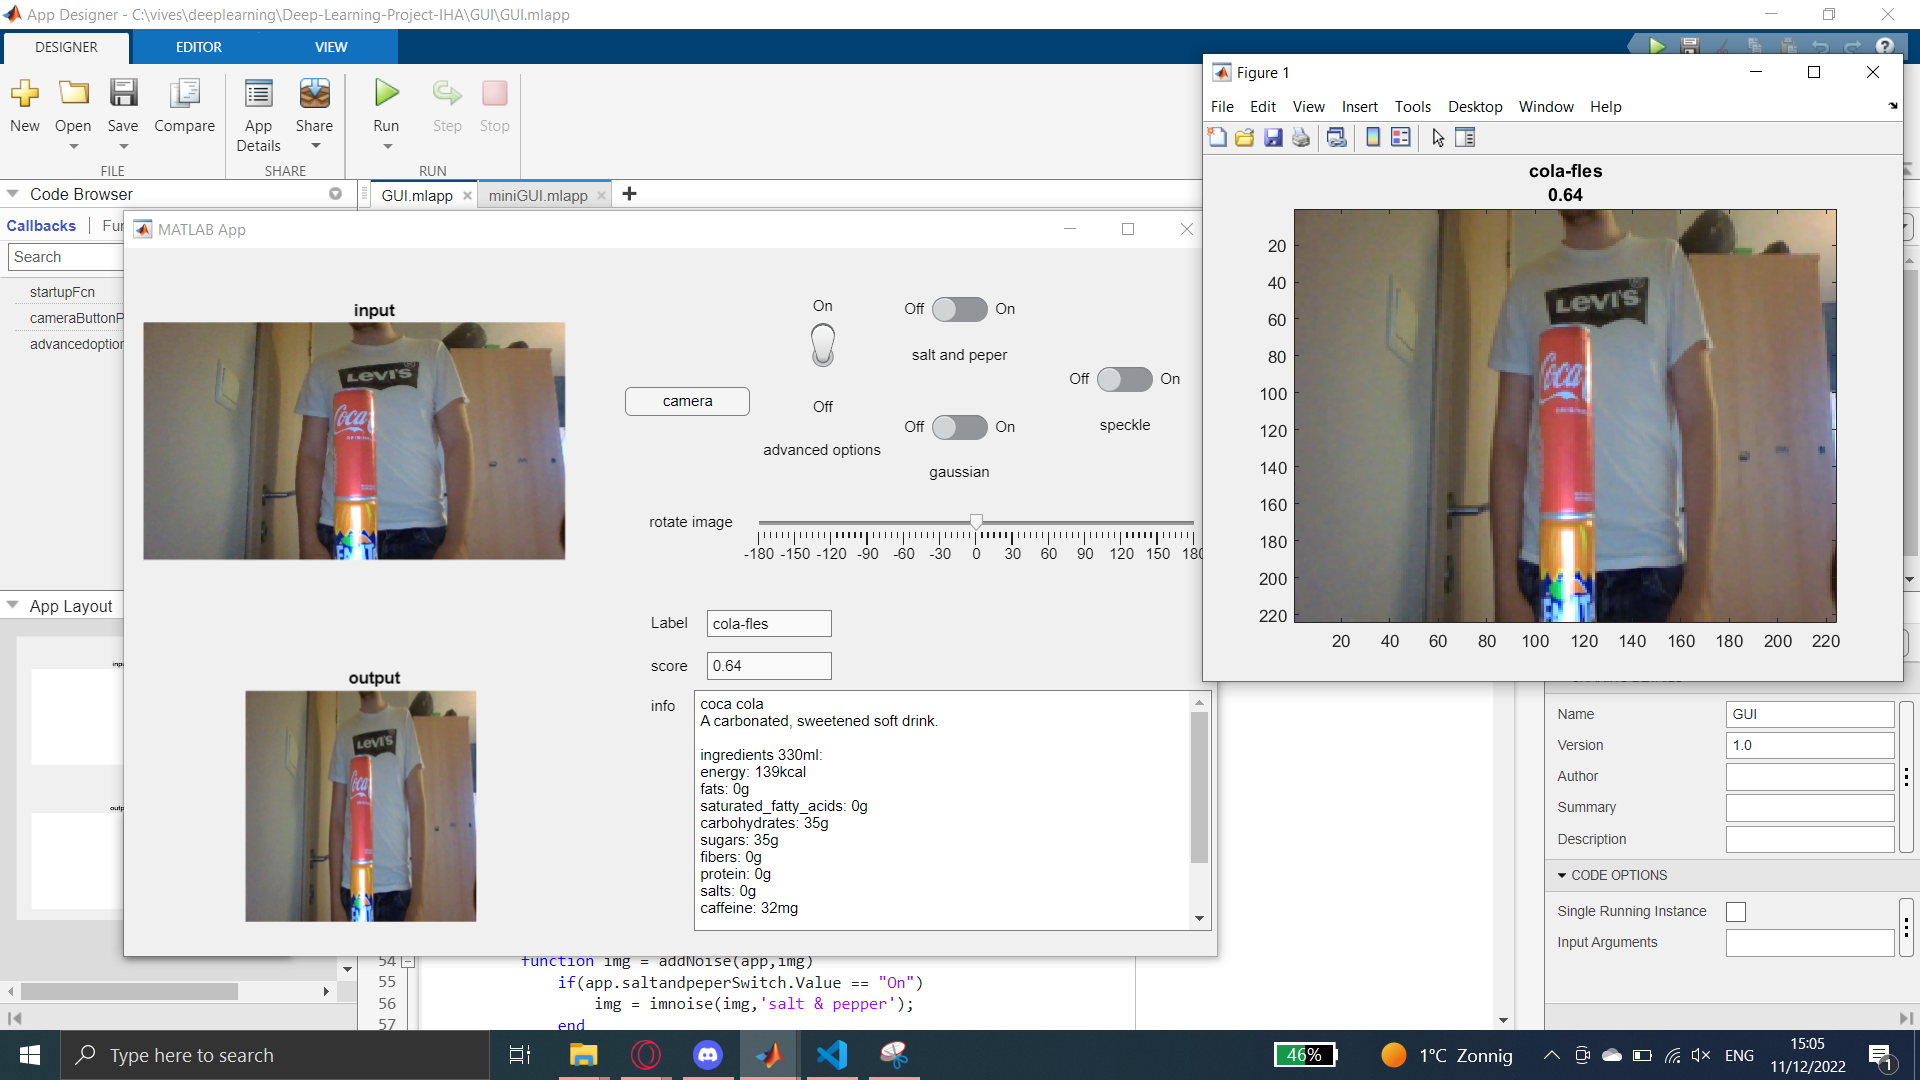 App Designer - C:\vives\deeplearning\Deep-Learning-Project-IHA\GUI\GUI.mlapp
DESIGNER
EDITOR
VIEW
New
Open
Save
Compare
App Details
Share
Run
Step
Stop
FILE
SHARE
RUN
Code Browser
GUI.mlapp
miniGUI.mlapp
Callbacks
Search
startupFcn
cameraButtonP
advancedoption
App Layout
MATLAB App
input
LEVI'S
Coca
camera
On
Off
advanced options
Off
On
salt and peper
Off
On
gaussian
Off
On
speckle
rotate image
-180 -150 -120 -90 -60 -30 0 30 60 90 120 150 180
Label
cola-fles
score
0.64
output
LEVI'S
info
coca cola
A carbonated, sweetened soft drink.
ingredients 330ml:
energy: 139kcal
fats: 0g
saturated_fatty_acids: 0g
carbohydrates: 35g
sugars: 35g
fibers: 0g
protein: 0g
salts: 0g
caffeine: 32mg
Figure 1
File Edit View Insert Tools Desktop Window Help
cola-fles
0.64
LEVI'S
Coca
20
40
60
80
100
120
140
160
180
200
220
20 40 60 80 100 120 140 160 180 200 220
Name
GUI
Version
1.0
Author
Summary
Description
CODE OPTIONS
Single Running Instance
Input Arguments
54 function img = addNoise(app,img)
55 if(app.saltandpeperSwitch.Value == "On")
56 img = imnoise(img,'salt & pepper');
57 end
Type here to search
46%
1°C Zonnig
ENG
15:05
11/12/2022
1